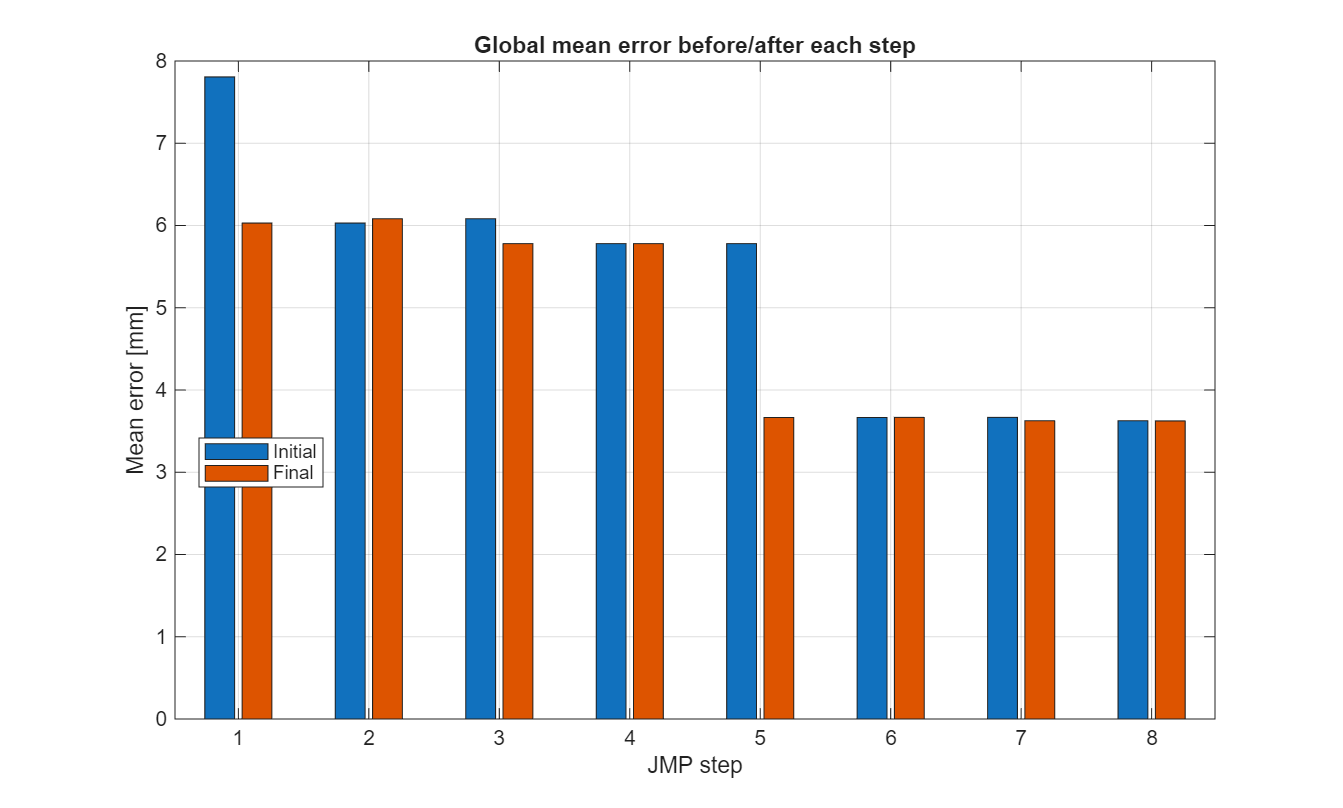 Global mean error before/after each step
8
7
6
5
4
3
2
1
0
Mean error [mm]
Initial
Final
1 2 3 4 5 6 7 8
JMP step